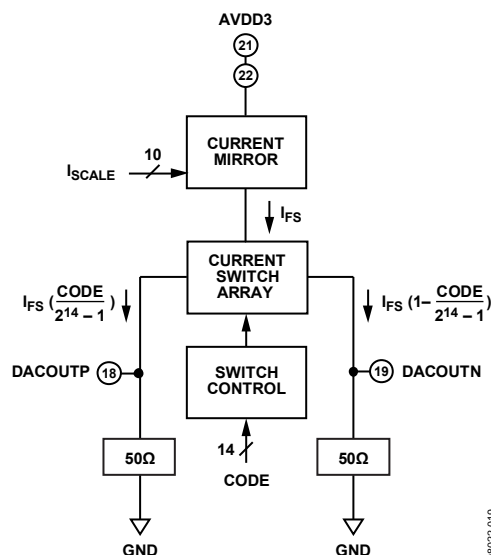 AVDD3
21
22
CURRENT
MIRROR
10
ISCALE
IFS
CURRENT
SWITCH
ARRAY
IFS (CODE / 2^14 – 1)
IFS (1 – CODE / 2^14 – 1)
DACOUTP 18
19 DACOUTN
SWITCH
CONTROL
50Ω
14
CODE
50Ω
GND
GND